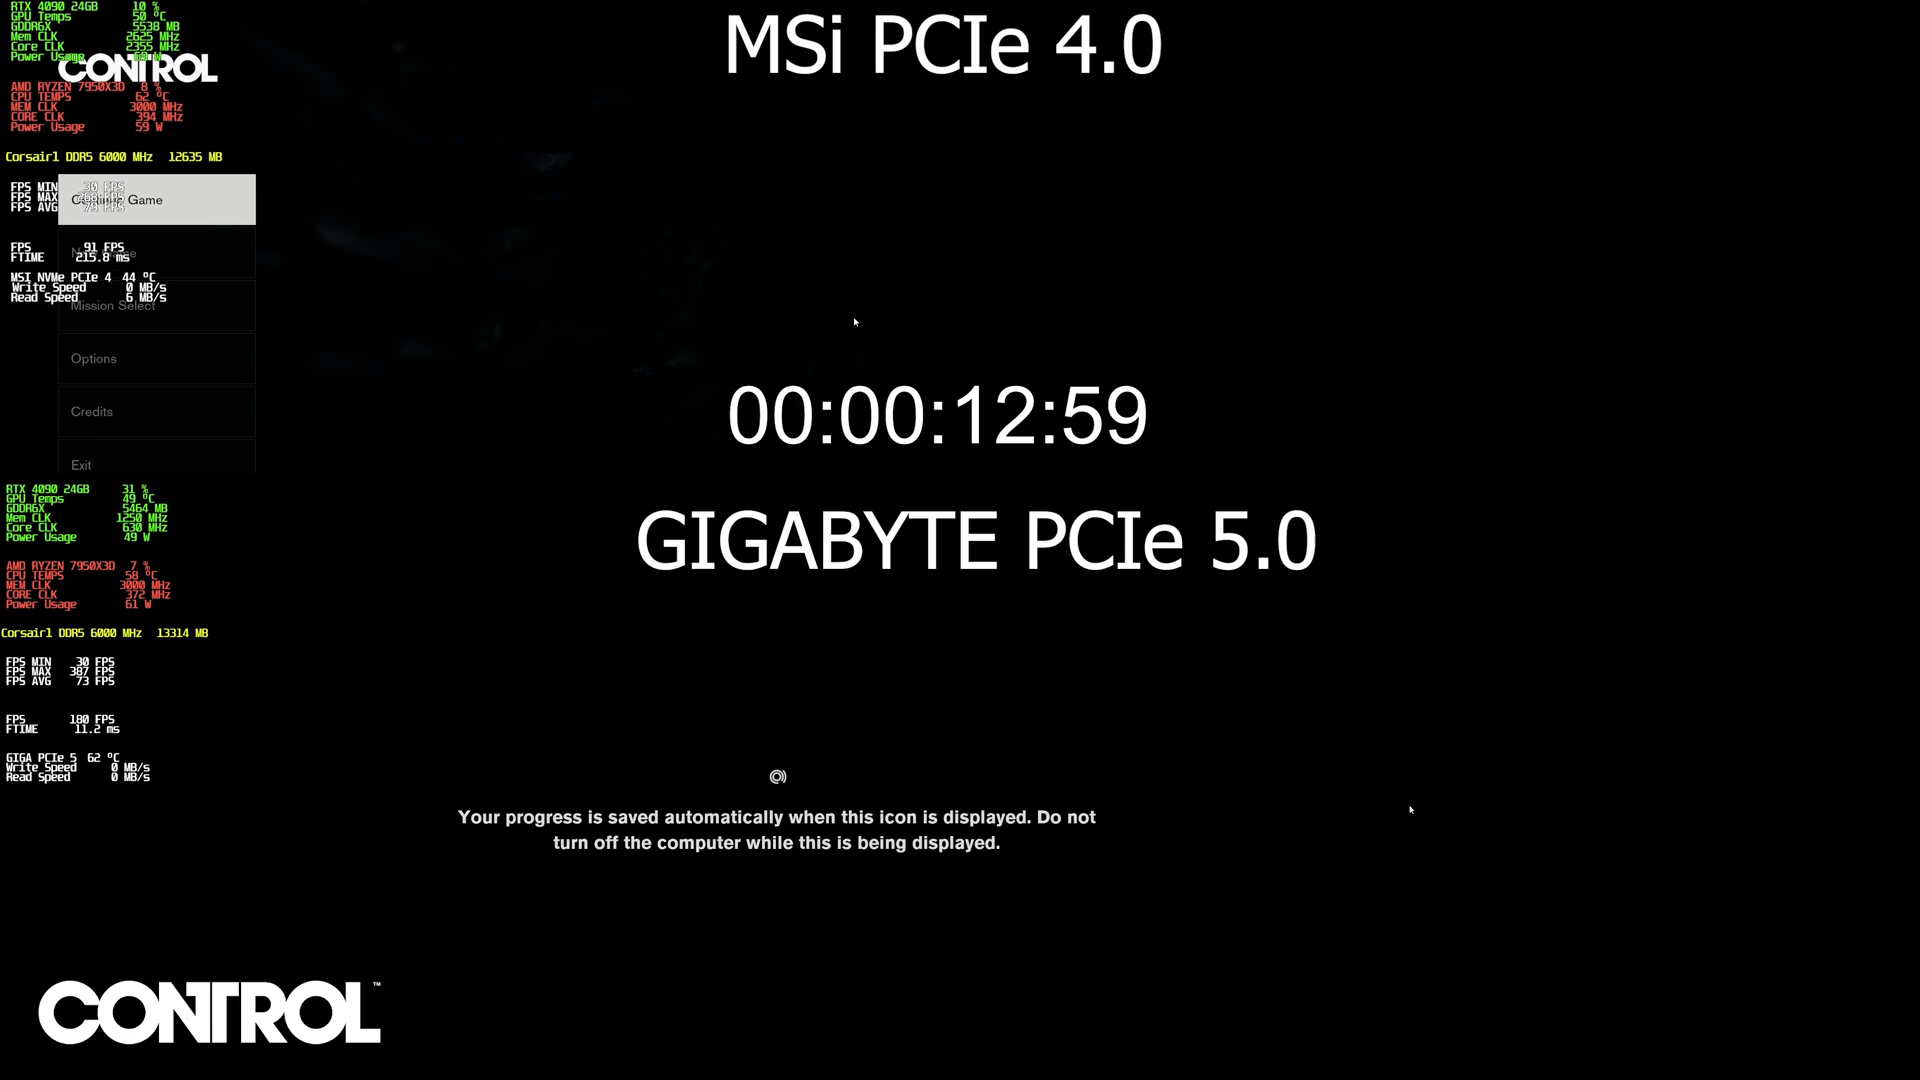 MSi PCIe 4.0
RTX 4090 24GB 10 %
GPU Temps 50 °C
GDDR6X 5538 MB
Mem CLK 2625 MHz
Core CLK 2355 MHz
Power Usage W
CONTROL
AMD RYZEN 7950X3D 8 %
CPU TEMPS 62 °C
MEM CLK 3000 MHz
CORE CLK 394 MHz
Power Usage 59 W
Corsair1 DDR5 6000 MHz 12635 MB
FPS MIN 30 FPS
FPS MAX FPS
FPS AVG FPS
Game
FPS 91 FPS
FTIME 215.8 ms
MSI NVMe PCIe 4 44 °C
Write Speed 0 MB/s
Read Speed 6 MB/s
Mission Select
Options
Credits
Exit
00:00:12:59
GIGABYTE PCIe 5.0
RTX 4090 24GB 31 %
GPU Temps 49 °C
GDDR6X 5464 MB
Mem CLK 1250 MHz
Core CLK 630 MHz
Power Usage 49 W
AMD RYZEN 7950X3D 7 %
CPU TEMPS 58 °C
MEM CLK 3000 MHz
CORE CLK 372 MHz
Power Usage 61 W
Corsair1 DDR5 6000 MHz 13314 MB
FPS MIN 30 FPS
FPS MAX 387 FPS
FPS AVG 73 FPS
FPS 180 FPS
FTIME 11.2 ms
GIGA PCIe 5 62 °C
Write Speed 0 MB/s
Read Speed 0 MB/s
Your progress is saved automatically when this icon is displayed. Do not
turn off the computer while this is being displayed.
CONTROL™